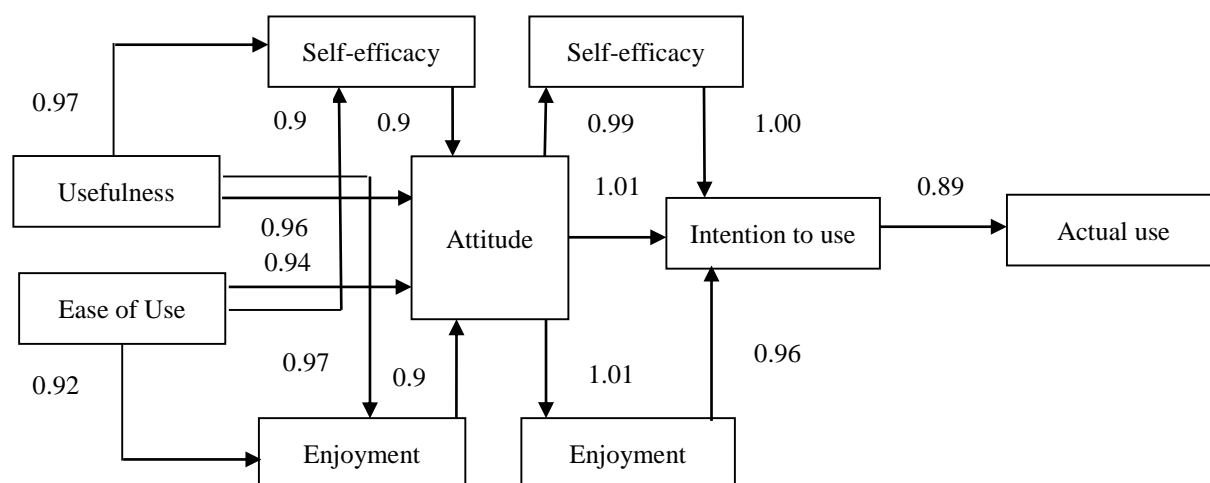 Self-efficacy
Self-efficacy
0.97
0.9
0.9
0.99
1.00
Usefulness
1.01
0.89
0.96
Attitude
Intention to use
Actual use
0.94
Ease of Use
0.92
0.97
0.9
1.01
0.96
Enjoyment
Enjoyment